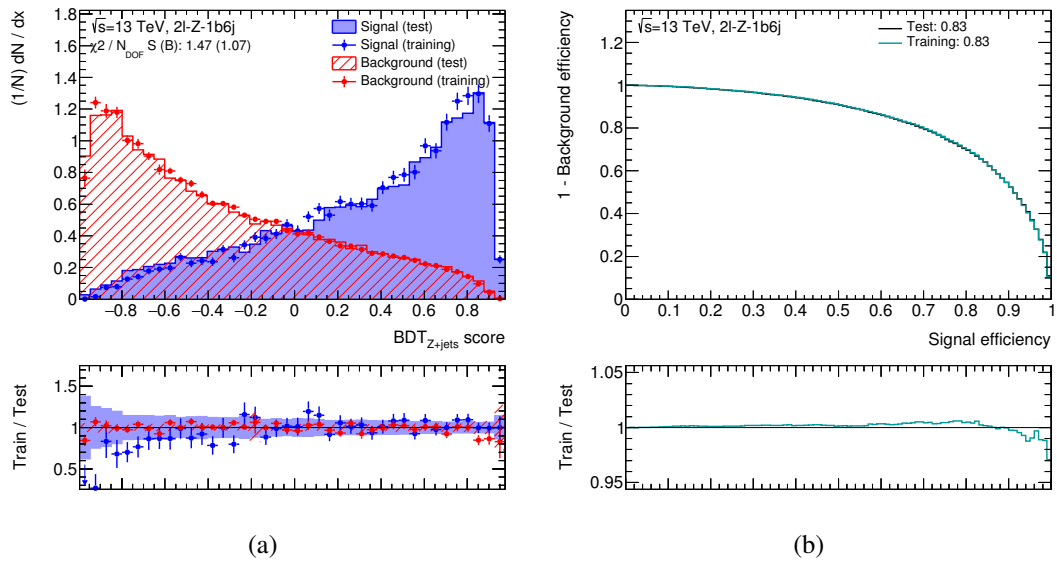 √s=13 TeV, 2l-Z-1b6j
χ2 / N_DOF S (B): 1.47 (1.07)
Signal (test)
Signal (training)
Background (test)
Background (training)
(1/N) dN / dx
1.8
1.6
1.4
1.2
1
0.8
0.6
0.4
0.2
0
−0.8 −0.6 −0.4 −0.2 0 0.2 0.4 0.6 0.8
BDT_Z+jets score
Train / Test
1.5
1
0.5
(a)
√s=13 TeV, 2l-Z-1b6j
Test: 0.83
Training: 0.83
1 - Background efficiency
1.2
1
0.8
0.6
0.4
0.2
0
0 0.1 0.2 0.3 0.4 0.5 0.6 0.7 0.8 0.9 1
Signal efficiency
Train / Test
1.05
1
0.95
(b)